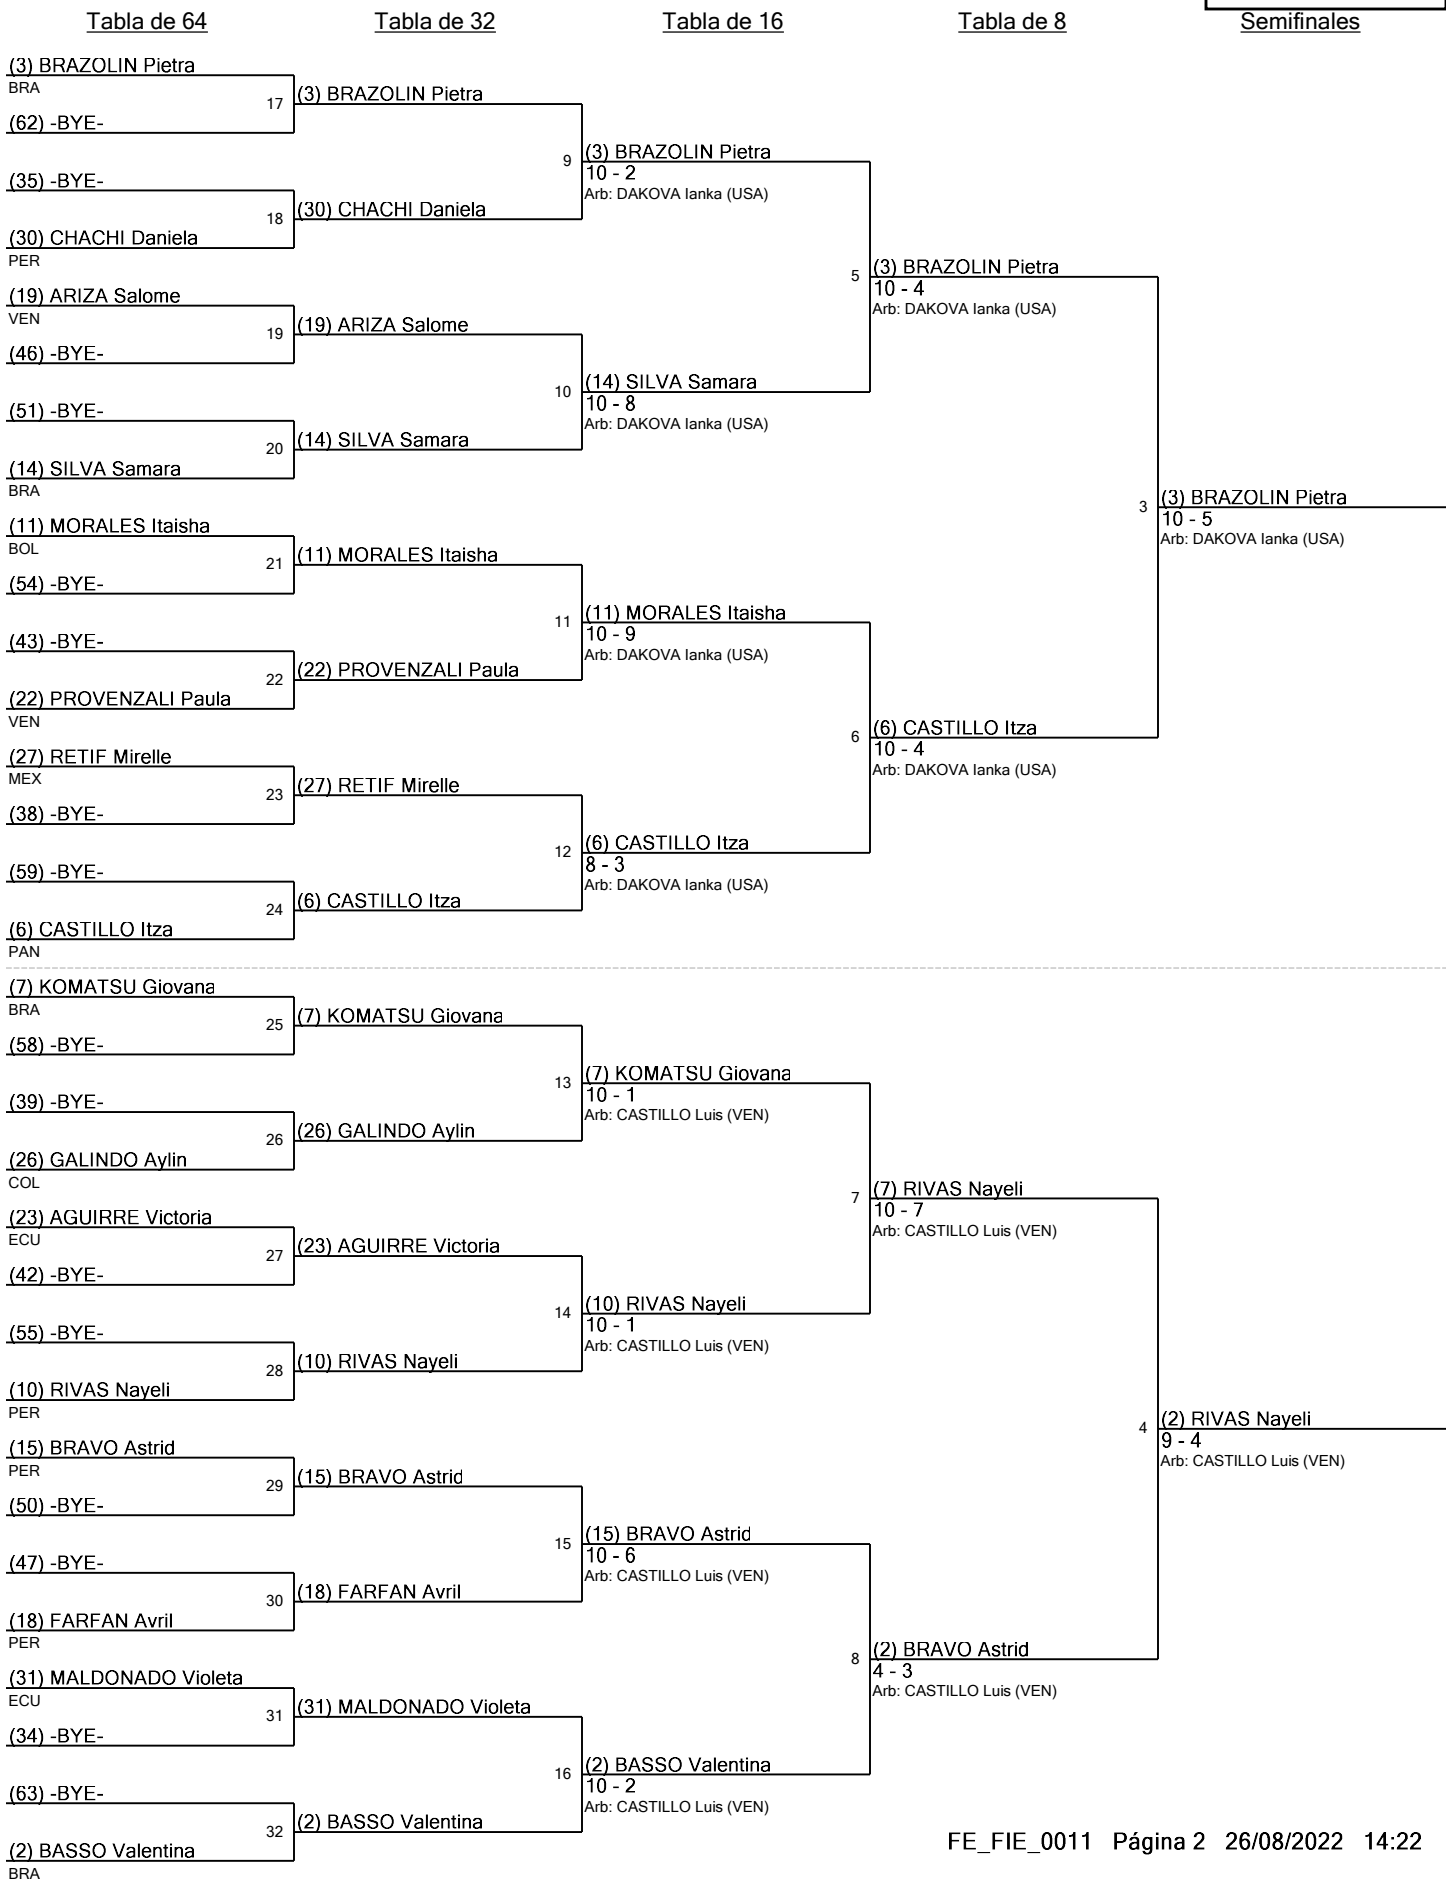 Tabla de 64
Tabla de 32
Tabla de 16
Tabla de 8
Semifinales
(3) BRAZOLIN Pietra
BRA
17
(62) -BYE-
(3) BRAZOLIN Pietra
(35) -BYE-
18
(30) CHACHI Daniela
PER
(30) CHACHI Daniela
9
(3) BRAZOLIN Pietra
10 - 2
Arb: DAKOVA Ianka (USA)
(19) ARIZA Salome
VEN
19
(46) -BYE-
(19) ARIZA Salome
(51) -BYE-
20
(14) SILVA Samara
BRA
(14) SILVA Samara
10
(14) SILVA Samara
10 - 8
Arb: DAKOVA Ianka (USA)
5
(3) BRAZOLIN Pietra
10 - 4
Arb: DAKOVA Ianka (USA)
(11) MORALES Itaisha
BOL
21
(54) -BYE-
(11) MORALES Itaisha
(43) -BYE-
22
(22) PROVENZALI Paula
VEN
(22) PROVENZALI Paula
11
(11) MORALES Itaisha
10 - 9
Arb: DAKOVA Ianka (USA)
(27) RETIF Mirelle
MEX
23
(38) -BYE-
(27) RETIF Mirelle
(59) -BYE-
24
(6) CASTILLO Itza
PAN
(6) CASTILLO Itza
12
(6) CASTILLO Itza
8 - 3
Arb: DAKOVA Ianka (USA)
6
(6) CASTILLO Itza
10 - 4
Arb: DAKOVA Ianka (USA)
3
(3) BRAZOLIN Pietra
10 - 5
Arb: DAKOVA Ianka (USA)
(7) KOMATSU Giovana
BRA
25
(58) -BYE-
(7) KOMATSU Giovana
(39) -BYE-
26
(26) GALINDO Aylin
COL
(26) GALINDO Aylin
13
(7) KOMATSU Giovana
10 - 1
Arb: CASTILLO Luis (VEN)
(23) AGUIRRE Victoria
ECU
27
(42) -BYE-
(23) AGUIRRE Victoria
(55) -BYE-
28
(10) RIVAS Nayeli
PER
(10) RIVAS Nayeli
14
(10) RIVAS Nayeli
10 - 1
Arb: CASTILLO Luis (VEN)
7
(7) RIVAS Nayeli
10 - 7
Arb: CASTILLO Luis (VEN)
(15) BRAVO Astrid
PER
29
(50) -BYE-
(15) BRAVO Astrid
(47) -BYE-
30
(18) FARFAN Avril
PER
(18) FARFAN Avril
15
(15) BRAVO Astrid
10 - 6
Arb: CASTILLO Luis (VEN)
(31) MALDONADO Violeta
ECU
31
(34) -BYE-
(31) MALDONADO Violeta
(63) -BYE-
32
(2) BASSO Valentina
BRA
(2) BASSO Valentina
16
(2) BASSO Valentina
10 - 2
Arb: CASTILLO Luis (VEN)
8
(2) BRAVO Astrid
4 - 3
Arb: CASTILLO Luis (VEN)
4
(2) RIVAS Nayeli
9 - 4
Arb: CASTILLO Luis (VEN)
FE_FIE_0011 Página 2 26/08/2022 14:22